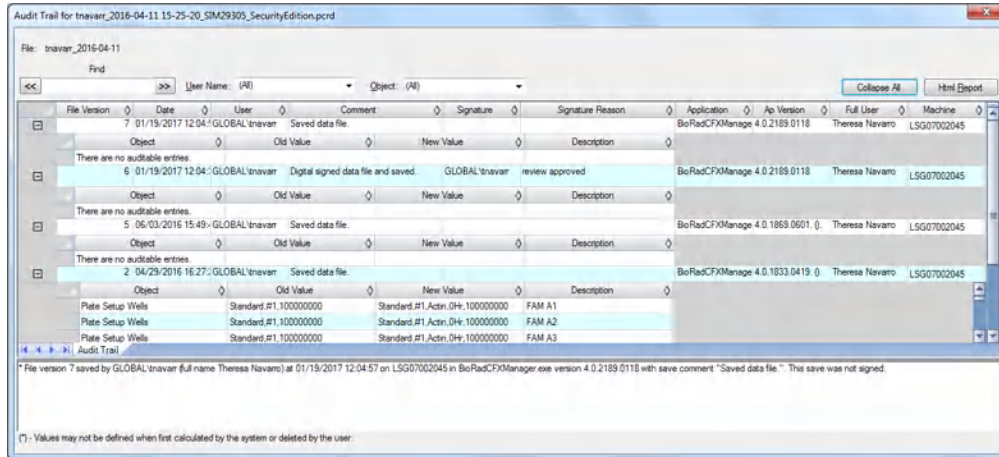 Audit Trail for tnavarr_2016-04-11 15-25-20_SIM29305_SecurityEdition.pcrd
File: tnavarr_2016-04-11
Find
<< >> User Name: (All) Object: (All) Collapse All Html Report
File Version Date User Comment Signature Signature Reason Application Ap Version Full User Machine
7 01/19/2017 12:04: GLOBAL\tnavarr Saved data file. BioRadCFXManage 4.0.2189.0118 Theresa Navarro LSG07002045
Object Old Value New Value Description
There are no auditable entries.
6 01/19/2017 12:04: GLOBAL\tnavarr Digital signed data file and saved. GLOBAL\tnavarr review approved BioRadCFXManage 4.0.2189.0118 Theresa Navarro LSG07002045
Object Old Value New Value Description
There are no auditable entries.
5 06/03/2016 15:49: GLOBAL\tnavarr Saved data file. BioRadCFXManage 4.0.1869.0601. (). Theresa Navarro LSG07002045
Object Old Value New Value Description
There are no auditable entries.
2 04/29/2016 16:27: GLOBAL\tnavarr Saved data file. BioRadCFXManage 4.0.1833.0419. (). Theresa Navarro LSG07002045
Object Old Value New Value Description
Plate Setup Wells Standard,#1,100000000 Standard,#1,Actin,0Hr,100000000 FAM A1
Plate Setup Wells Standard,#1,100000000 Standard,#1,Actin,0Hr,100000000 FAM A2
Plate Setup Wells Standard,#1,100000000 Standard,#1,Actin,0Hr,100000000 FAM A3
Audit Trail
* File version 7 saved by GLOBAL\tnavarr (full name Theresa Navarro) at 01/19/2017 12:04:57 on LSG07002045 in BioRadCFXManager.exe version 4.0.2189.0118 with save comment "Saved data file.". This save was not signed.
(*) - Values may not be defined when first calculated by the system or deleted by the user.